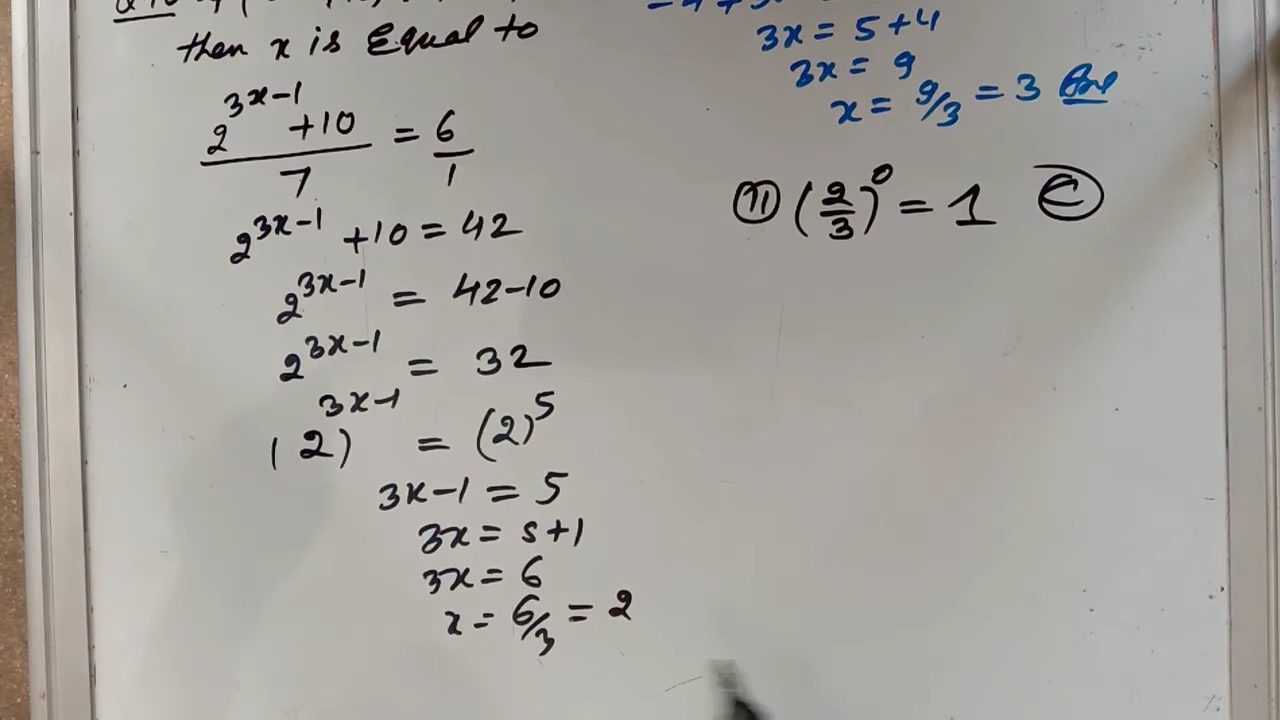 then x is Equal to
2^(3x-1) +10 / 7 = 6/1
2^(3x-1) +10 = 42
2^(3x-1) = 42-10
2^(3x-1) = 32
(2)^(3x-1) = (2)^5
3x-1 = 5
3x = 5+1
3x = 6
x = 6/3 = 2
3x = 5+4
3x = 9
x = 9/3 = 3 Ans
11 (2/3)^0 = 1 C